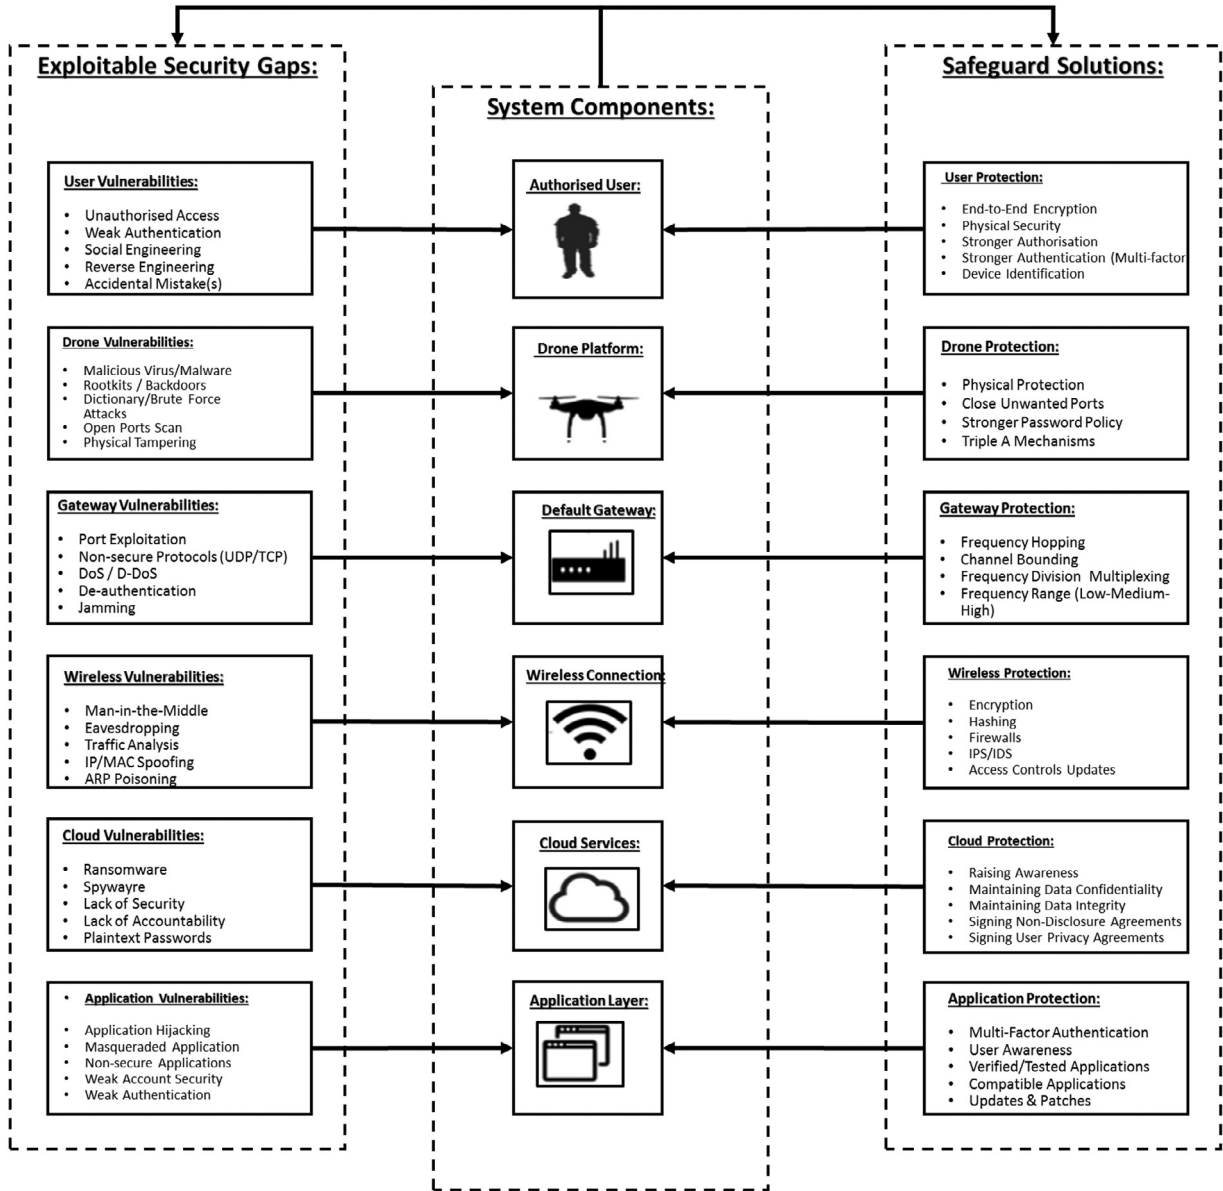 Exploitable Security Gaps:
User Vulnerabilities:
• Unauthorised Access
• Weak Authentication
• Social Engineering
• Reverse Engineering
• Accidental Mistake(s)
Drone Vulnerabilities:
• Malicious Virus/Malware
• Rootkits / Backdoors
• Dictionary/Brute Force
Attacks
• Open Ports Scan
• Physical Tampering
Gateway Vulnerabilities:
• Port Exploitation
• Non-secure Protocols (UDP/TCP)
• DoS / D-DoS
• De-authentication
• Jamming
Wireless Vulnerabilities:
• Man-in-the-Middle
• Eavesdropping
• Traffic Analysis
• IP/MAC Spoofing
• ARP Poisoning
Cloud Vulnerabilities:
• Ransomware
• Spywayre
• Lack of Security
• Lack of Accountability
• Plaintext Passwords
• Application Vulnerabilities:
• Application Hijacking
• Masqueraded Application
• Non-secure Applications
• Weak Account Security
• Weak Authentication
System Components:
Authorised User:
Drone Platform:
Default Gateway:
Wireless Connection:
Cloud Services:
Application Layer:
Safeguard Solutions:
User Protection:
• End-to-End Encryption
• Physical Security
• Stronger Authorisation
• Stronger Authentication (Multi-factor
• Device Identification
Drone Protection:
• Physical Protection
• Close Unwanted Ports
• Stronger Password Policy
• Triple A Mechanisms
Gateway Protection:
• Frequency Hopping
• Channel Bounding
• Frequency Division Multiplexing
• Frequency Range (Low-Medium-
High)
Wireless Protection:
• Encryption
• Hashing
• Firewalls
• IPS/IDS
• Access Controls Updates
Cloud Protection:
• Raising Awareness
• Maintaining Data Confidentiality
• Maintaining Data Integrity
• Signing Non-Disclosure Agreements
• Signing User Privacy Agreements
Application Protection:
• Multi-Factor Authentication
• User Awareness
• Verified/Tested Applications
• Compatible Applications
• Updates & Patches